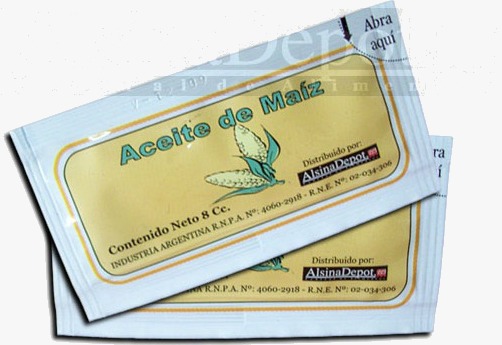 Abra
aquí
Aceite de Maíz
Distribuido por:
AlsinaDepot
Contenido Neto 8 Cc.
INDUSTRIA ARGENTINA R.N.P.A. Nº: 4060-2918 - R.N.E. Nº: 02-034-306
Distribuido por:
AlsinaDepot
R.N.P.A. Nº: 4060-2918 - R.N.E. Nº: 02-034-306